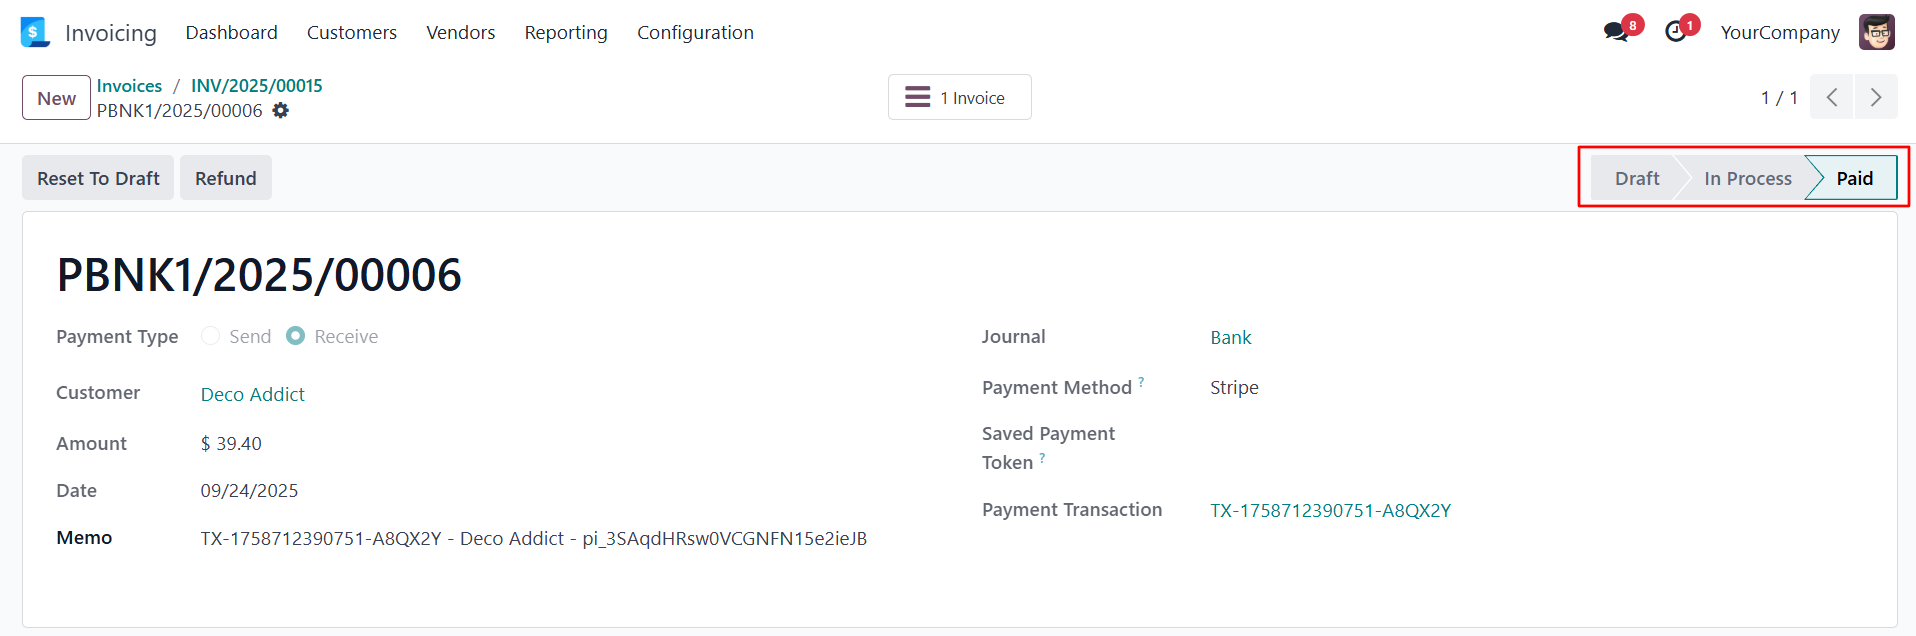 Invoicing Dashboard Customers Vendors Reporting Configuration 8 1 YourCompany
New Invoices / INV/2025/00015
PBNK1/2025/00006
1 Invoice
1 / 1
Reset To Draft Refund Draft In Process Paid
PBNK1/2025/00006
Payment Type Send Receive
Customer Deco Addict
Amount $ 39.40
Date 09/24/2025
Memo TX-1758712390751-A8QX2Y - Deco Addict - pi_3SAqdHRsw0VCGNFN15e2ieJB
Journal Bank
Payment Method ? Stripe
Saved Payment
Token ?
Payment Transaction TX-1758712390751-A8QX2Y